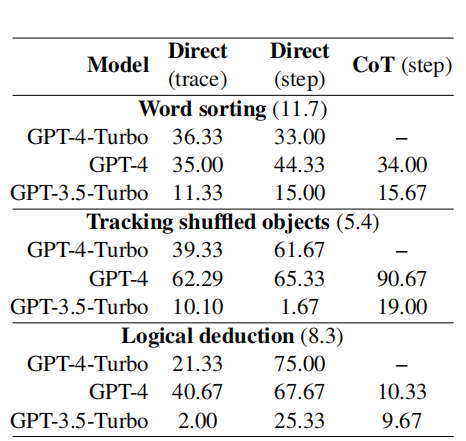 Model Direct (trace) Direct (step) CoT (step)
Word sorting (11.7)
GPT-4-Turbo 36.33 33.00 –
GPT-4 35.00 44.33 34.00
GPT-3.5-Turbo 11.33 15.00 15.67
Tracking shuffled objects (5.4)
GPT-4-Turbo 39.33 61.67 –
GPT-4 62.29 65.33 90.67
GPT-3.5-Turbo 10.10 1.67 19.00
Logical deduction (8.3)
GPT-4-Turbo 21.33 75.00 –
GPT-4 40.67 67.67 10.33
GPT-3.5-Turbo 2.00 25.33 9.67